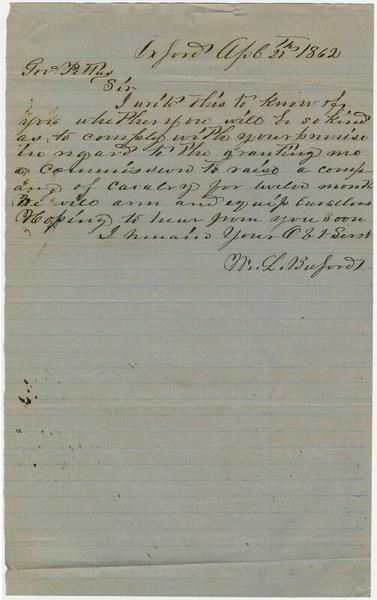 Oxford Apl 21th 1862
Gov Pettus
Sir
I write this to know of
you whether you will be so kind
as to comply with your promise
in regard to the granting me
a commission to raise a comp-
any of cavalry for twelve months
We will arm and equip ourselves
Hoping to hear from you soon
I remain Your Obt Servt
W. L. Buford